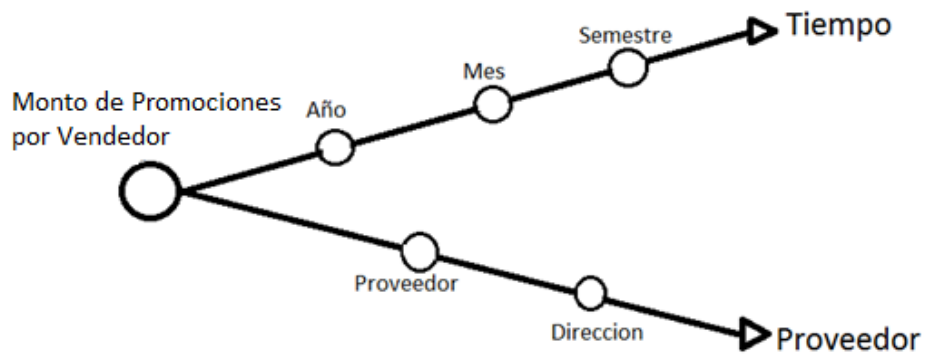 Tiempo
Semestre
Mes
Año
Monto de Promociones
por Vendedor
Proveedor
Direccion
Proveedor